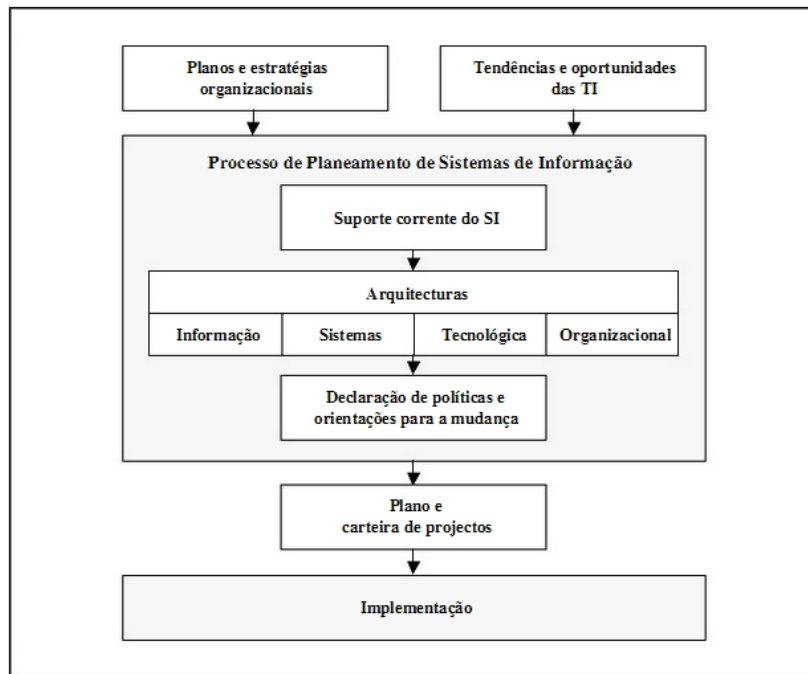 Planos e estratégias
organizacionais
Tendências e oportunidades
das TI
Processo de Planeamento de Sistemas de Informação
Suporte corrente do SI
Arquitecturas
Informação
Sistemas
Tecnológica
Organizacional
Declaração de políticas e
orientações para a mudança
Plano e
carteira de projectos
Implementação